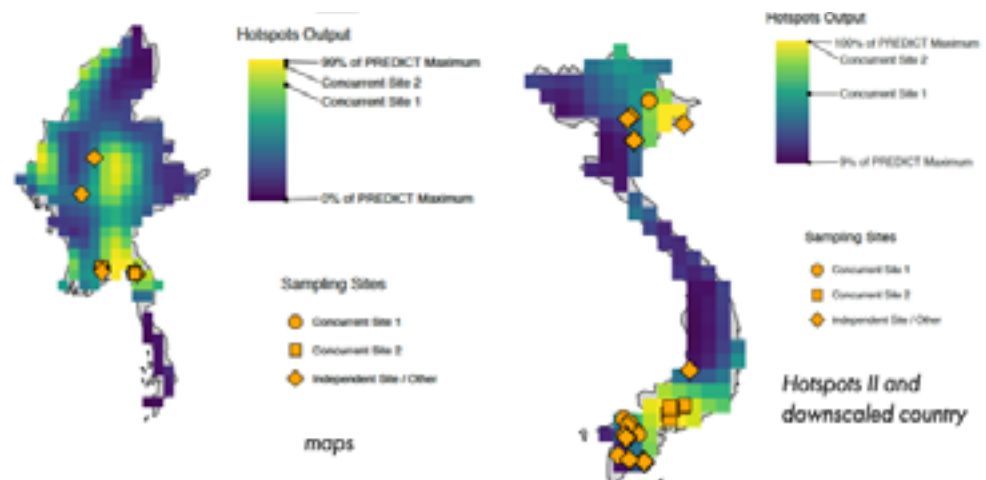 Hotspots Output
99% of PREDICT Maximum
Concurrent Site 2
Concurrent Site 1
0% of PREDICT Maximum
Sampling Sites
Concurrent Site 1
Concurrent Site 2
Independent Site / Other
maps
Hotspots Output
100% of PREDICT Maximum
Concurrent Site 2
Concurrent Site 1
9% of PREDICT Maximum
Sampling Sites
Concurrent Site 1
Concurrent Site 2
Independent Site / Other
Hotspots II and
downscaled country